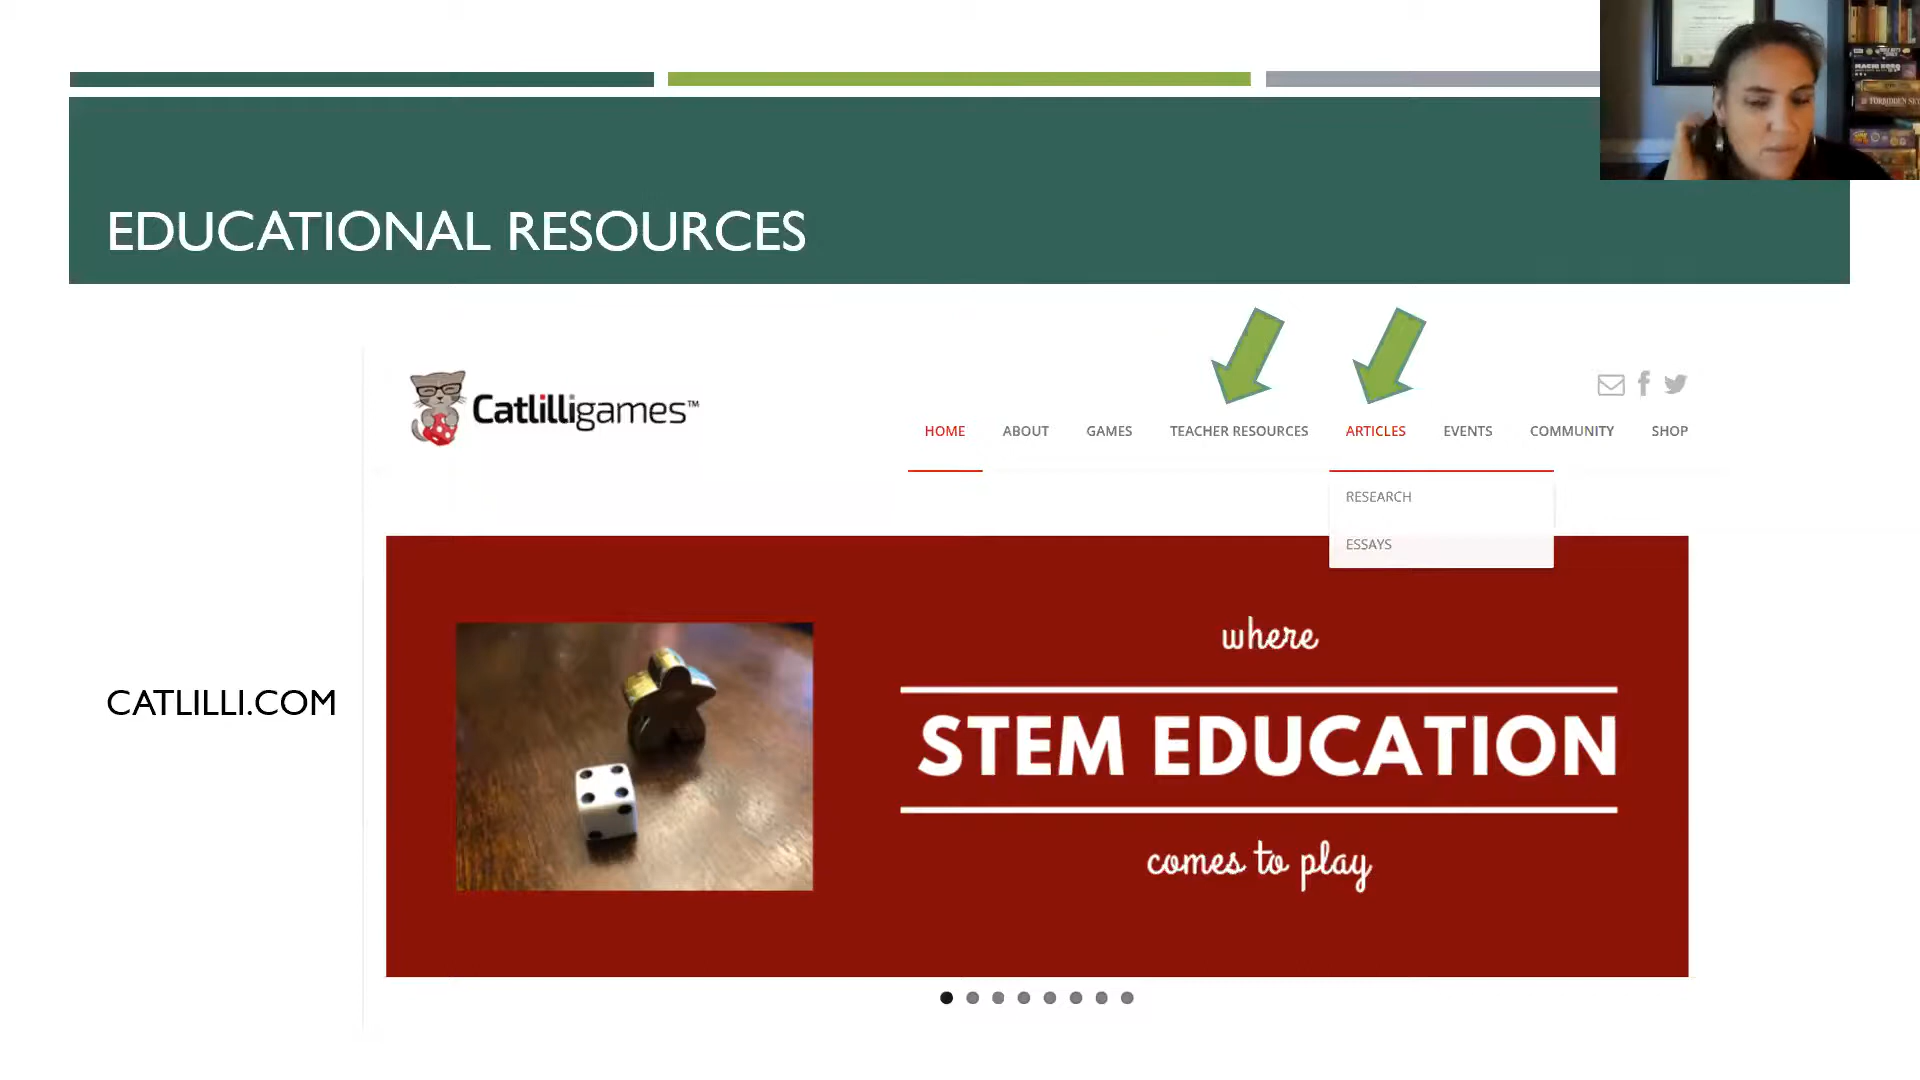 EDUCATIONAL RESOURCES
Catlilligames™
HOME ABOUT GAMES TEACHER RESOURCES ARTICLES EVENTS COMMUNITY SHOP
RESEARCH
ESSAYS
where
STEM EDUCATION
comes to play
CATLILLI.COM